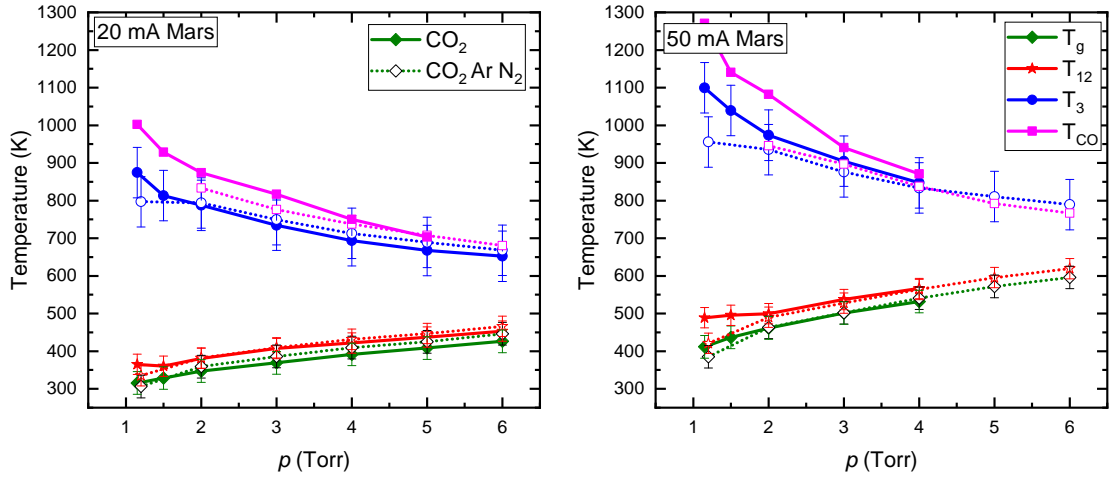 20 mA Mars
CO2
CO2 Ar N2
Temperature (K)
1300
1200
1100
1000
900
800
700
600
500
400
300
1 2 3 4 5 6
p (Torr)
50 mA Mars
Tg
T12
T3
TCO
Temperature (K)
1300
1200
1100
1000
900
800
700
600
500
400
300
1 2 3 4 5 6
p (Torr)